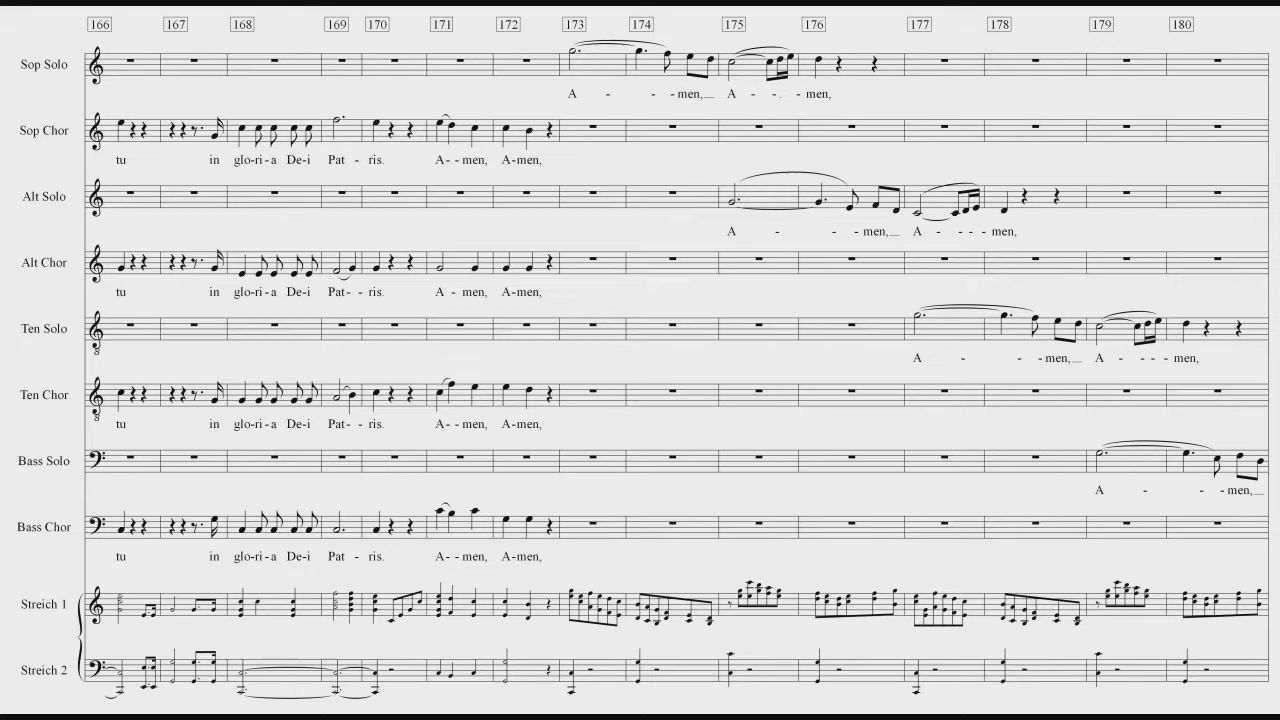 166 167 168 169 170 171 172 173 174 175 176 177 178 179 180
Sop Solo
A - - - men, A - - - - men,
Sop Chor
tu in glo-ri-a De-i Pat - ris. A - - men, A-men,
Alt Solo
A - - - men, A - - - - men,
Alt Chor
tu in glo-ri-a De-i Pat - - ris. A - men, A-men,
Ten Solo
A - - - men, A - - - - men,
Ten Chor
tu in glo-ri-a De-i Pat - - ris. A - - men, A-men,
Bass Solo
A - - - men,
Bass Chor
tu in glo-ri-a De-i Pat - ris. A - - men, A-men,
Streich 1
Streich 2